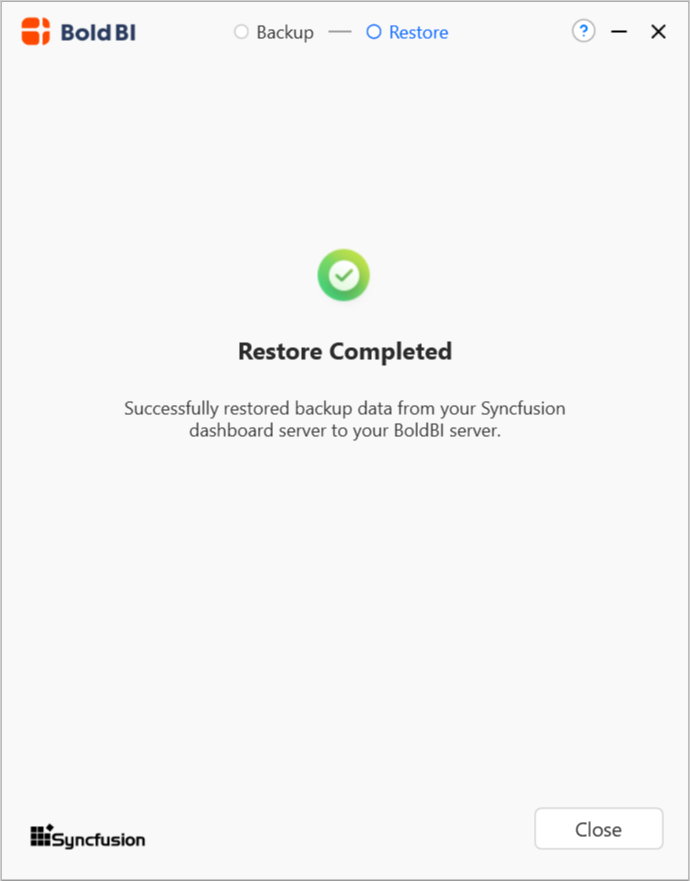 Bold BI
Backup
Restore
?
Restore Completed
Successfully restored backup data from your Syncfusion
dashboard server to your BoldBI server.
Syncfusion
Close